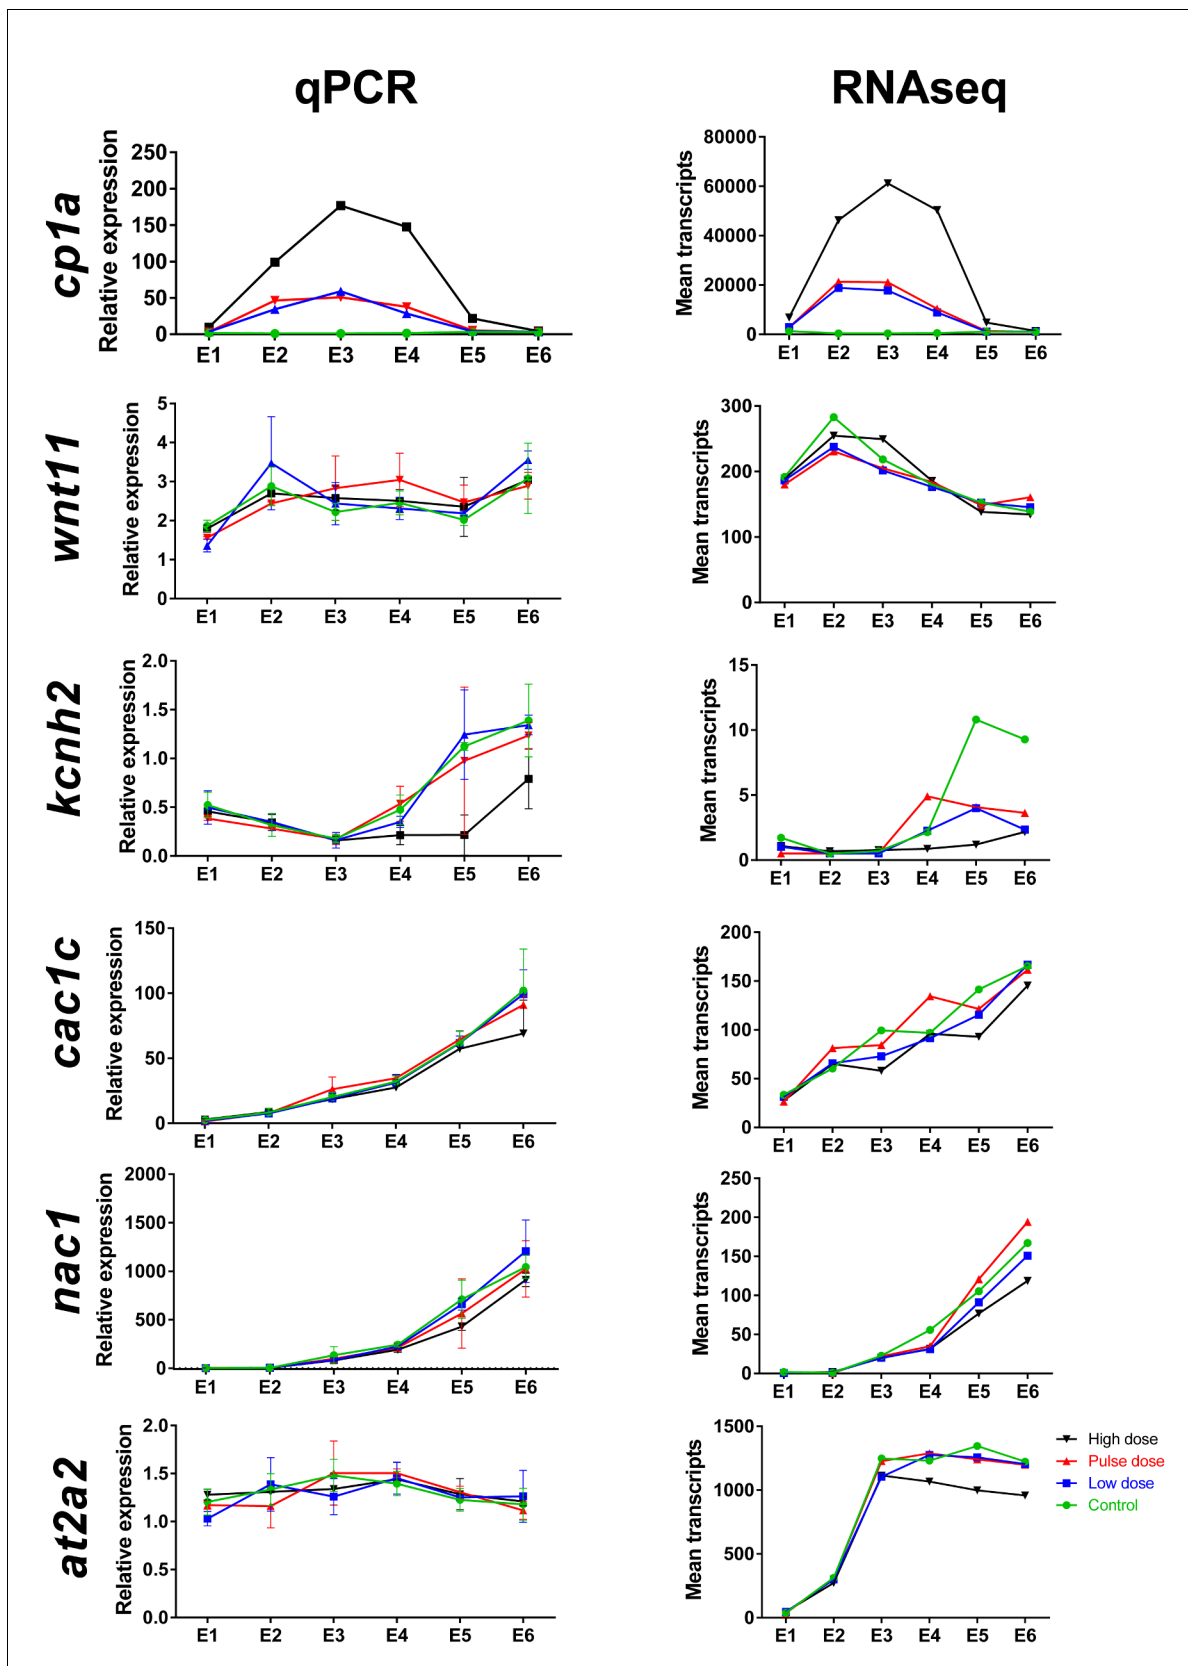 qPCR
RNAseq
cp1a
Relative expression
250
200
150
100
50
0
E1 E2 E3 E4 E5 E6
Mean transcripts
80000
60000
40000
20000
0
E1 E2 E3 E4 E5 E6
wnt11
Relative expression
5
4
3
2
1
0
E1 E2 E3 E4 E5 E6
Mean transcripts
300
200
100
0
E1 E2 E3 E4 E5 E6
kcnh2
Relative expression
2.0
1.5
1.0
0.5
0.0
E1 E2 E3 E4 E5 E6
Mean transcripts
15
10
5
0
E1 E2 E3 E4 E5 E6
cac1c
Relative expression
150
100
50
0
E1 E2 E3 E4 E5 E6
Mean transcripts
200
150
100
50
0
E1 E2 E3 E4 E5 E6
nac1
Relative expression
2000
1500
1000
500
0
E1 E2 E3 E4 E5 E6
Mean transcripts
250
200
150
100
50
0
E1 E2 E3 E4 E5 E6
at2a2
Relative expression
2.0
1.5
1.0
0.5
0.0
E1 E2 E3 E4 E5 E6
Mean transcripts
1500
1000
500
0
E1 E2 E3 E4 E5 E6
High dose
Pulse dose
Low dose
Control